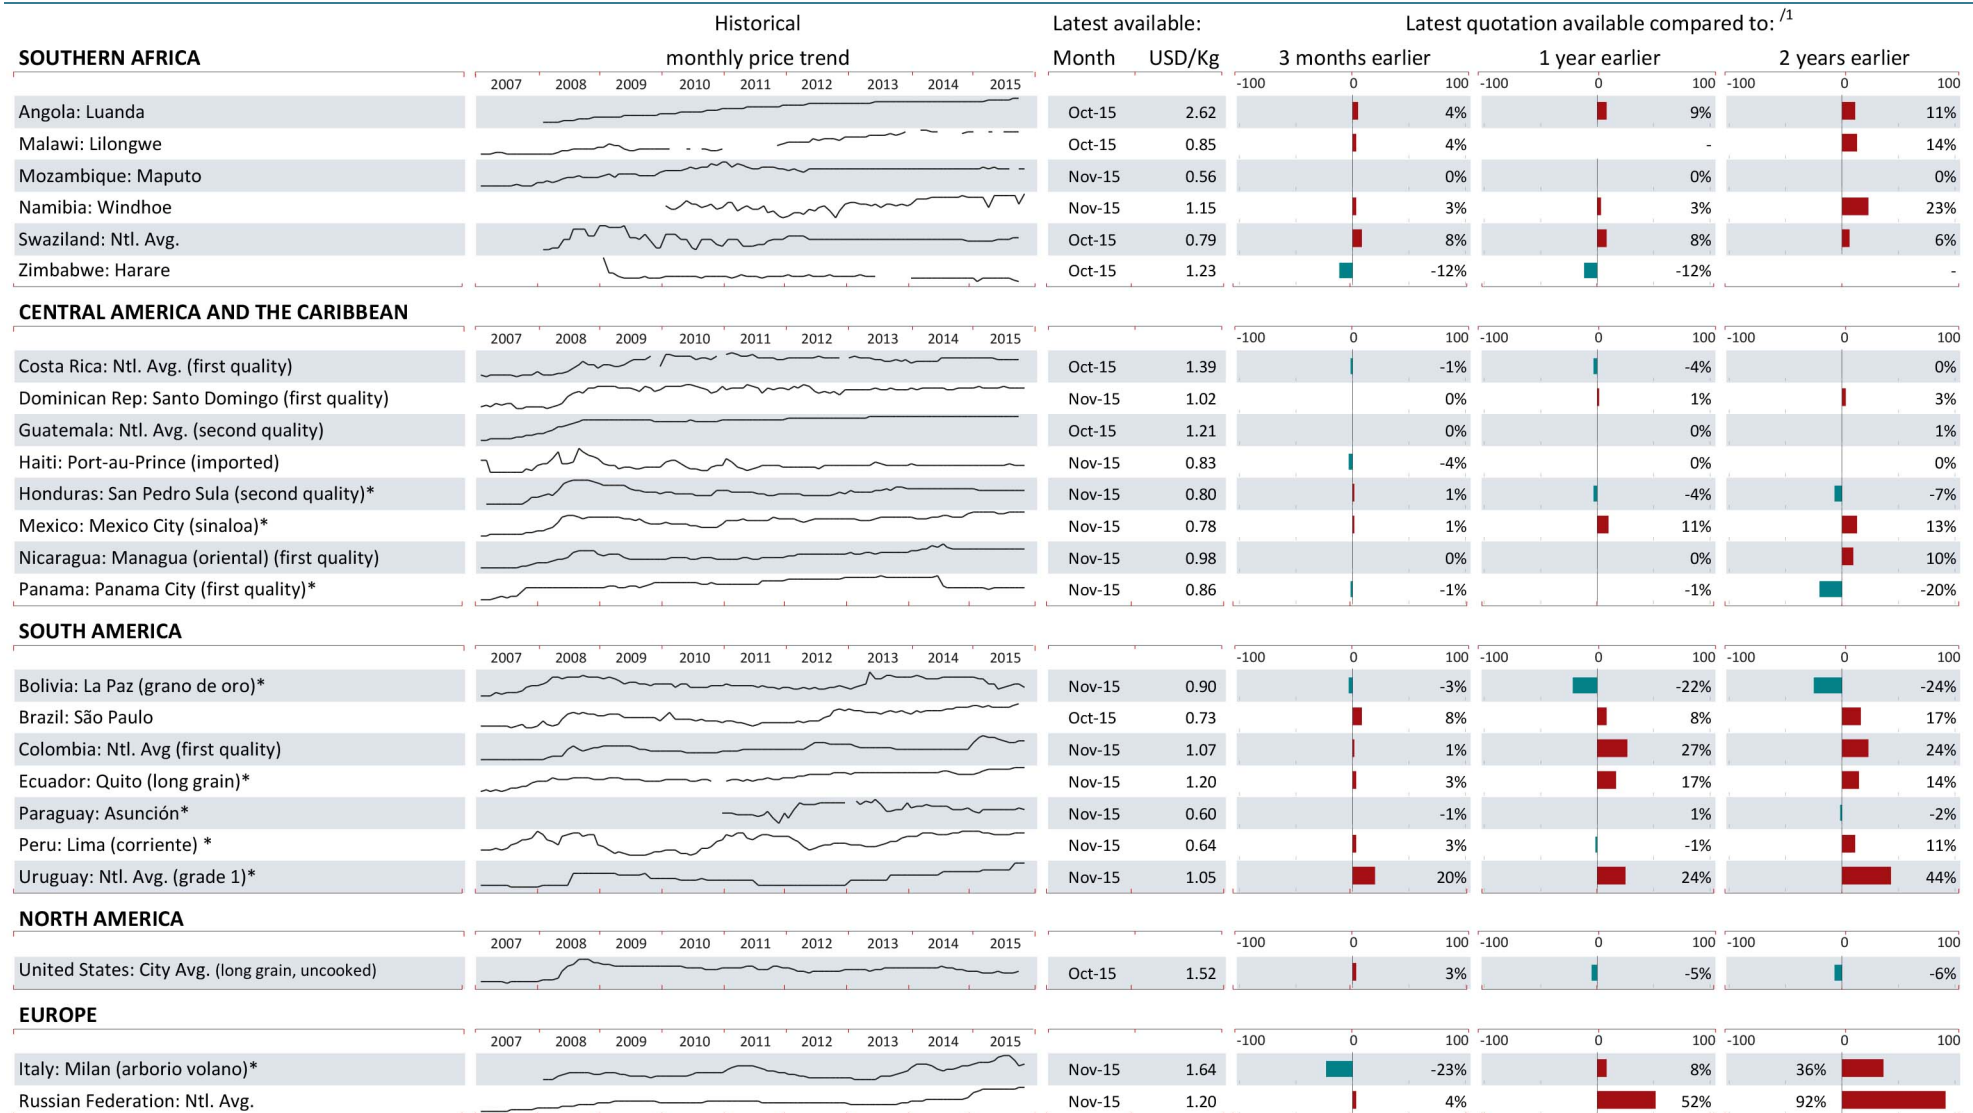 Historical Latest available: Latest quotation available compared to: /1
SOUTHERN AFRICA monthly price trend Month USD/Kg 3 months earlier 1 year earlier 2 years earlier
2007 2008 2009 2010 2011 2012 2013 2014 2015 -100 0 100 -100 0 100 -100 0 100
Angola: Luanda Oct-15 2.62 4% 9% 11%
Malawi: Lilongwe Oct-15 0.85 4% - 14%
Mozambique: Maputo Nov-15 0.56 0% 0% 0%
Namibia: Windhoe Nov-15 1.15 3% 3% 23%
Swaziland: Ntl. Avg. Oct-15 0.79 8% 8% 6%
Zimbabwe: Harare Oct-15 1.23 -12% -12% -
CENTRAL AMERICA AND THE CARIBBEAN
2007 2008 2009 2010 2011 2012 2013 2014 2015 -100 0 100 -100 0 100 -100 0 100
Costa Rica: Ntl. Avg. (first quality) Oct-15 1.39 -1% -4% 0%
Dominican Rep: Santo Domingo (first quality) Nov-15 1.02 0% 1% 3%
Guatemala: Ntl. Avg. (second quality) Oct-15 1.21 0% 0% 1%
Haiti: Port-au-Prince (imported) Nov-15 0.83 -4% 0% 0%
Honduras: San Pedro Sula (second quality)* Nov-15 0.80 1% -4% -7%
Mexico: Mexico City (sinaloa)* Nov-15 0.78 1% 11% 13%
Nicaragua: Managua (oriental) (first quality) Nov-15 0.98 0% 0% 10%
Panama: Panama City (first quality)* Nov-15 0.86 -1% -1% -20%
SOUTH AMERICA
2007 2008 2009 2010 2011 2012 2013 2014 2015 -100 0 100 -100 0 100 -100 0 100
Bolivia: La Paz (grano de oro)* Nov-15 0.90 -3% -22% -24%
Brazil: São Paulo Oct-15 0.73 8% 8% 17%
Colombia: Ntl. Avg (first quality) Nov-15 1.07 1% 27% 24%
Ecuador: Quito (long grain)* Nov-15 1.20 3% 17% 14%
Paraguay: Asunción* Nov-15 0.60 -1% 1% -2%
Peru: Lima (corriente) * Nov-15 0.64 3% -1% 11%
Uruguay: Ntl. Avg. (grade 1)* Nov-15 1.05 20% 24% 44%
NORTH AMERICA
2007 2008 2009 2010 2011 2012 2013 2014 2015 -100 0 100 -100 0 100 -100 0 100
United States: City Avg. (long grain, uncooked) Oct-15 1.52 3% -5% -6%
EUROPE
2007 2008 2009 2010 2011 2012 2013 2014 2015 -100 0 100 -100 0 100 -100 0 100
Italy: Milan (arborio volano)* Nov-15 1.64 -23% 8% 36%
Russian Federation: Ntl. Avg. Nov-15 1.20 4% 52% 92%